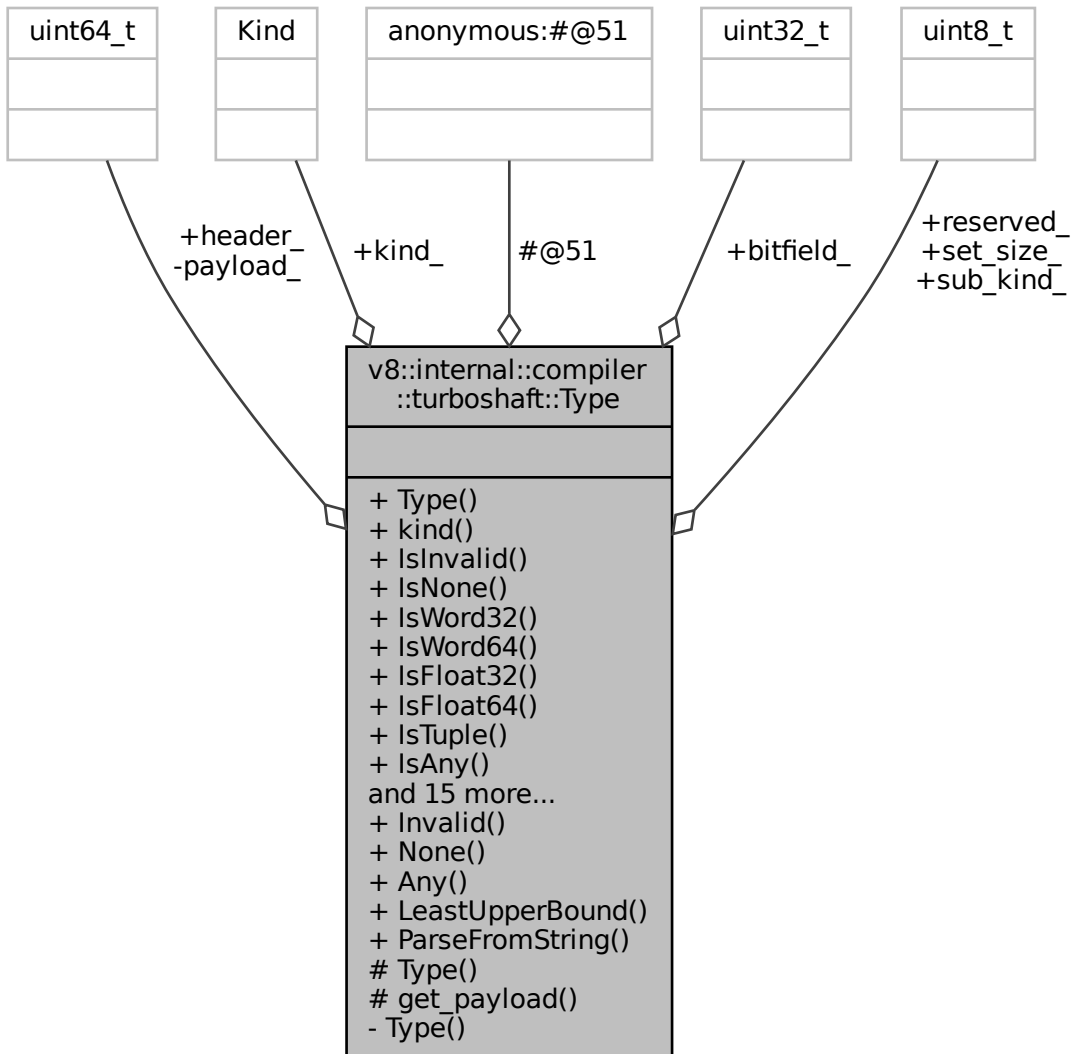 uint64_t
Kind
anonymous:#@51
uint32_t
uint8_t
+header_
-payload_
+kind_
#@51
+bitfield_
+reserved_
+set_size_
+sub_kind_
v8::internal::compiler
::turboshaft::Type
+ Type()
+ kind()
+ IsInvalid()
+ IsNone()
+ IsWord32()
+ IsWord64()
+ IsFloat32()
+ IsFloat64()
+ IsTuple()
+ IsAny()
and 15 more...
+ Invalid()
+ None()
+ Any()
+ LeastUpperBound()
+ ParseFromString()
# Type()
# get_payload()
- Type()